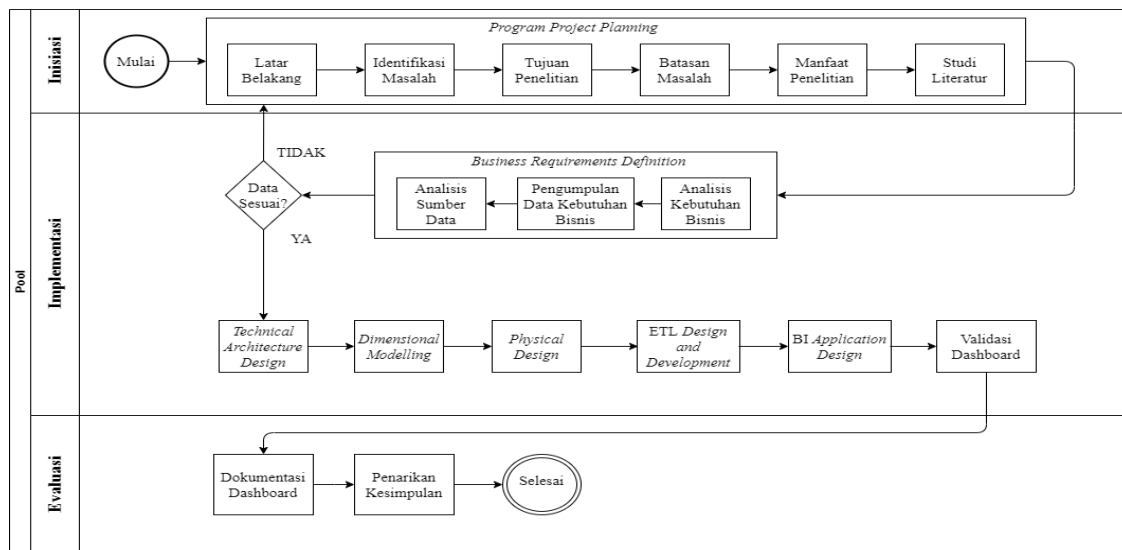 Pool
Inisiasi
Program Project Planning
Mulai
Latar
Belakang
Identifikasi
Masalah
Tujuan
Penelitian
Batasan
Masalah
Manfaat
Penelitian
Studi
Literatur
Implementasi
TIDAK
Data
Sesuai?
YA
Business Requirements Definition
Analisis
Sumber
Data
Pengumpulan
Data Kebutuhan
Bisnis
Analisis
Kebutuhan
Bisnis
Technical
Architecture
Design
Dimensional
Modelling
Physical
Design
ETL Design
and
Development
BI Application
Design
Validasi
Dashboard
Evaluasi
Dokumentasi
Dashboard
Penarikan
Kesimpulan
Selesai